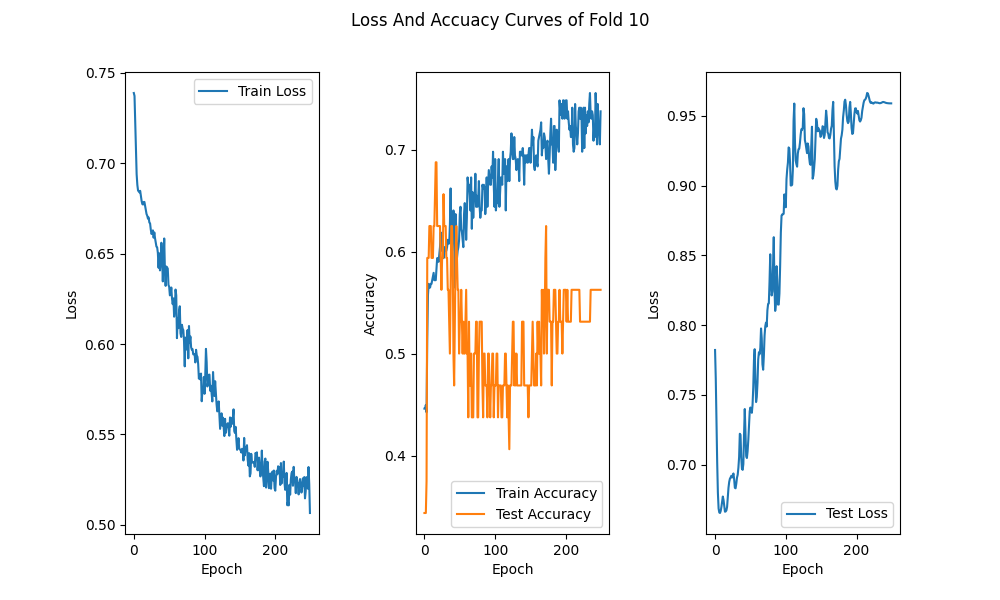 Loss And Accuacy Curves of Fold 10
Loss
0.75
0.70
0.65
0.60
0.55
0.50
0
100
200
Epoch
Train Loss
Accuracy
0.7
0.6
0.5
0.4
0
100
200
Epoch
Train Accuracy
Test Accuracy
Loss
0.95
0.90
0.85
0.80
0.75
0.70
0
100
200
Epoch
Test Loss